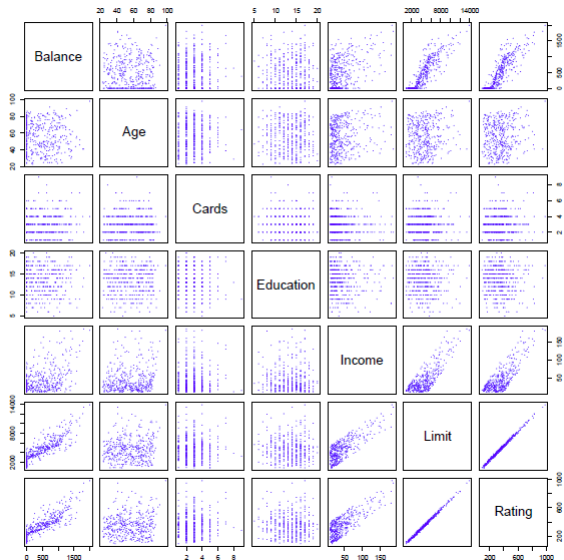 20 40 60 80 100 5 10 15 20 2000 8000 14000
Balance
0 500 1500
Age
20 40 60 80 100
Cards
2 4 6 8
Education
5 10 15 20
Income
50 100 150
Limit
2000 8000 14000
Rating
200 600 1000
0 500 1500 2 4 6 8 50 100 150 200 600 1000